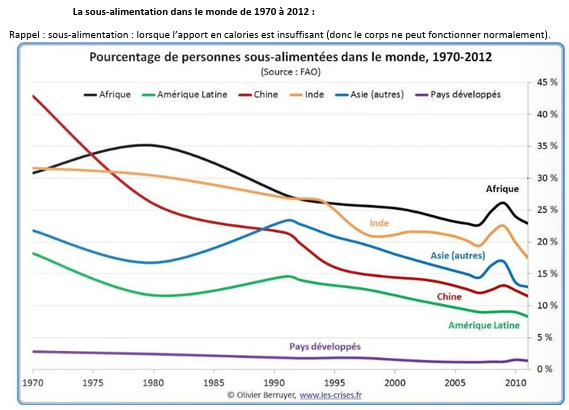 La sous-alimentation dans le monde de 1970 à 2012 :
Rappel : sous-alimentation : lorsque l'apport en calories est insuffisant (donc le corps ne peut fonctionner normalement).
Pourcentage de personnes sous-alimentées dans le monde, 1970-2012
(Source : FAO)
Afrique Amérique Latine Chine Inde Asie (autres) Pays développés
45 %
40 %
35 %
30 %
25 %
20 %
15 %
10 %
5 %
0 %
Afrique
Inde
Asie (autres)
Chine
Amérique Latine
Pays développés
1970 1975 1980 1985 1990 1995 2000 2005 2010
© Olivier Berruyer, www.les-crises.fr